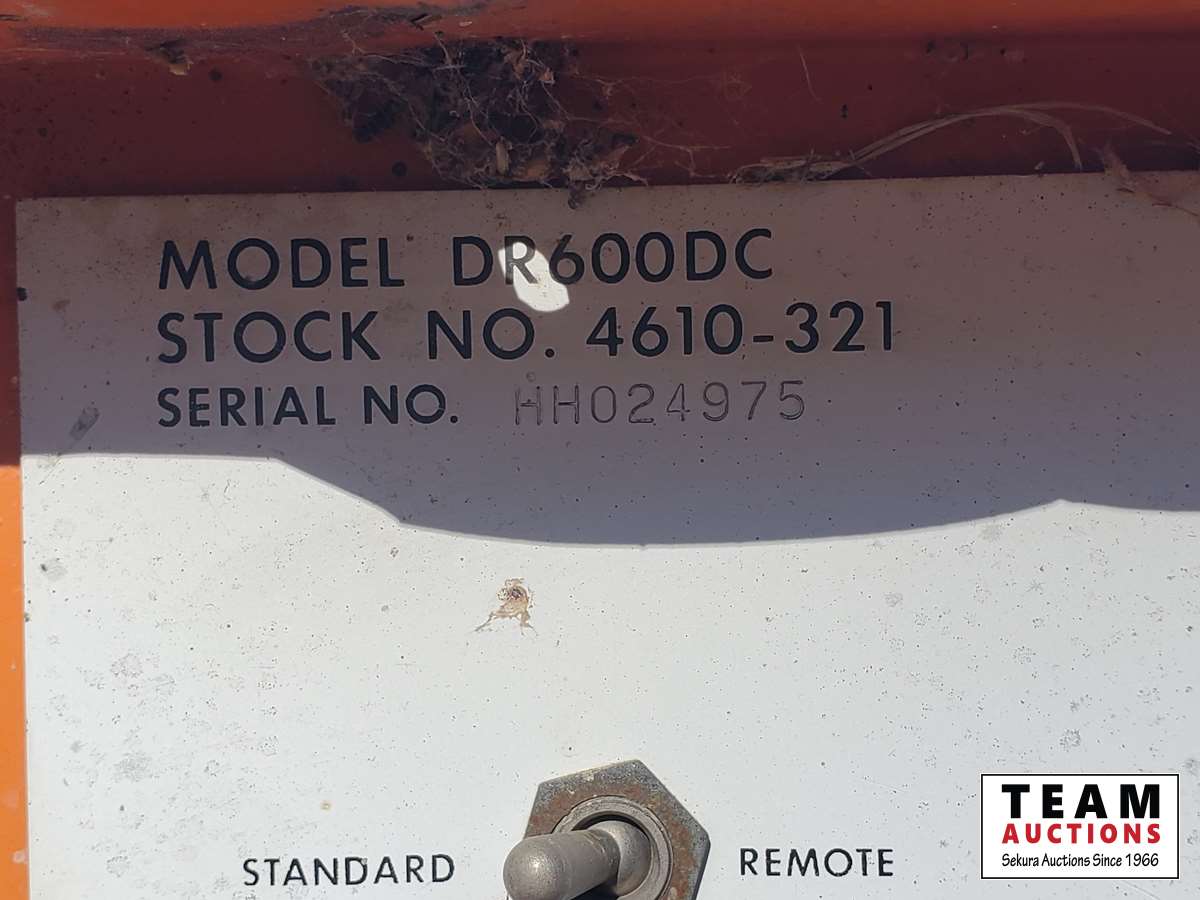 MODEL DR600DC
STOCK NO. 4610-321
SERIAL NO. HH024975
STANDARD REMOTE
TEAM
AUCTIONS
Sekura Auctions Since 1966